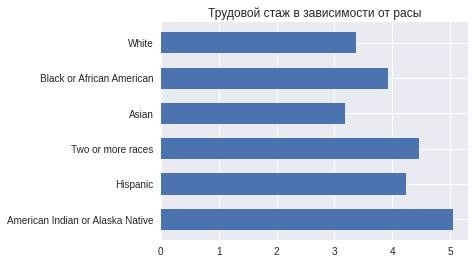 Трудовой стаж в зависимости от расы
White
Black or African American
Asian
Two or more races
Hispanic
American Indian or Alaska Native
0 1 2 3 4 5